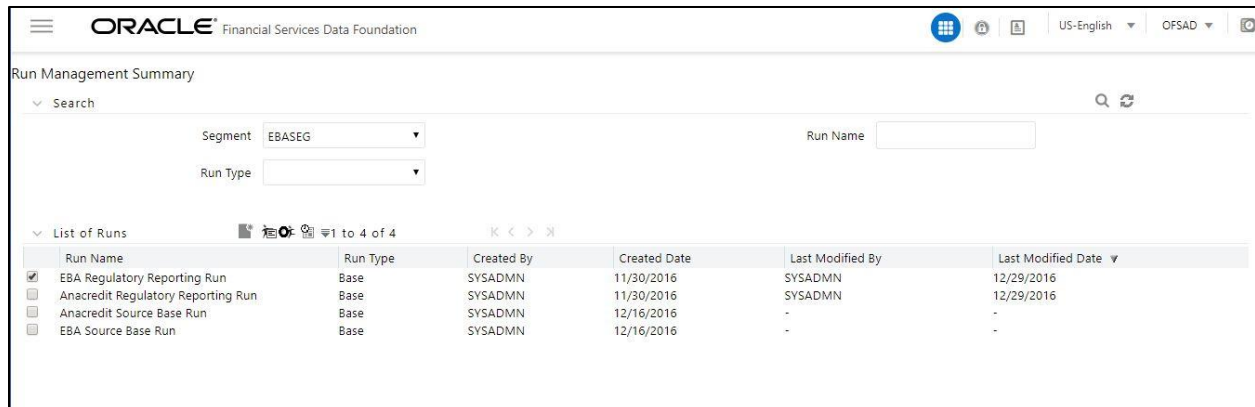 ORACLE® Financial Services Data Foundation
US-English OFSAD
Run Management Summary
Search
Segment EBASEG Run Name
Run Type
List of Runs 1 to 4 of 4
Run Name Run Type Created By Created Date Last Modified By Last Modified Date
EBA Regulatory Reporting Run Base SYSADMN 11/30/2016 SYSADMN 12/29/2016
Anacredit Regulatory Reporting Run Base SYSADMN 11/30/2016 SYSADMN 12/29/2016
Anacredit Source Base Run Base SYSADMN 12/16/2016 - -
EBA Source Base Run Base SYSADMN 12/16/2016 - -